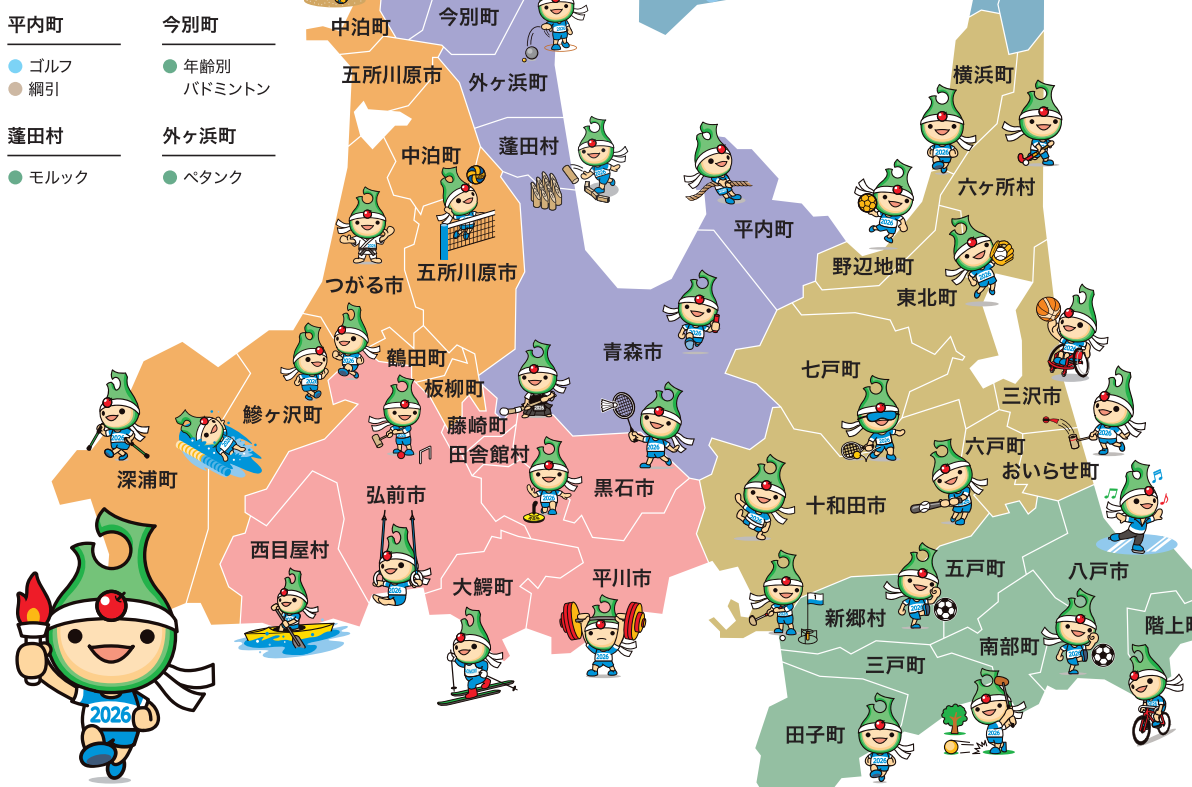 平内町
ゴルフ
綱引
今別町
年齢別
バドミントン
蓬田村
モルック
外ヶ浜町
ペタンク
中泊町
今別町
五所川原市
外ヶ浜町
横浜町
中泊町
蓬田村
六ヶ所村
平内町
つがる市
五所川原市
野辺地町
東北町
青森市
鶴田町
板柳町
七戸町
三沢市
鰺ヶ沢町
藤崎町
田舎館村
六戸町
おいらせ町
深浦町
弘前市
黒石市
十和田市
西目屋村
大鰐町
平川市
五戸町
八戸市
新郷村
南部町
階上町
三戸町
田子町
2026